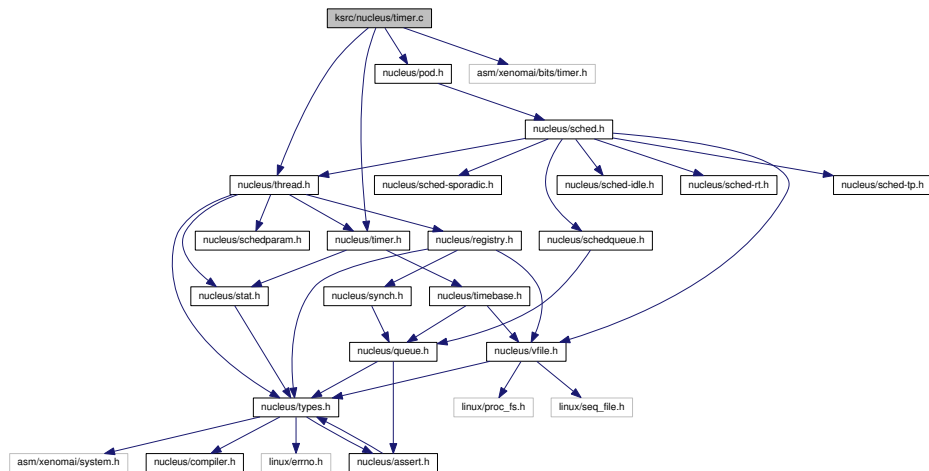 ksrc/nucleus/timer.c
nucleus/pod.h
asm/xenomai/bits/timer.h
nucleus/sched.h
nucleus/thread.h
nucleus/sched-sporadic.h
nucleus/sched-idle.h
nucleus/sched-rt.h
nucleus/sched-tp.h
nucleus/schedparam.h
nucleus/timer.h
nucleus/registry.h
nucleus/schedqueue.h
nucleus/stat.h
nucleus/synch.h
nucleus/timebase.h
nucleus/queue.h
nucleus/vfile.h
nucleus/types.h
linux/proc_fs.h
linux/seq_file.h
asm/xenomai/system.h
nucleus/compiler.h
linux/errno.h
nucleus/assert.h